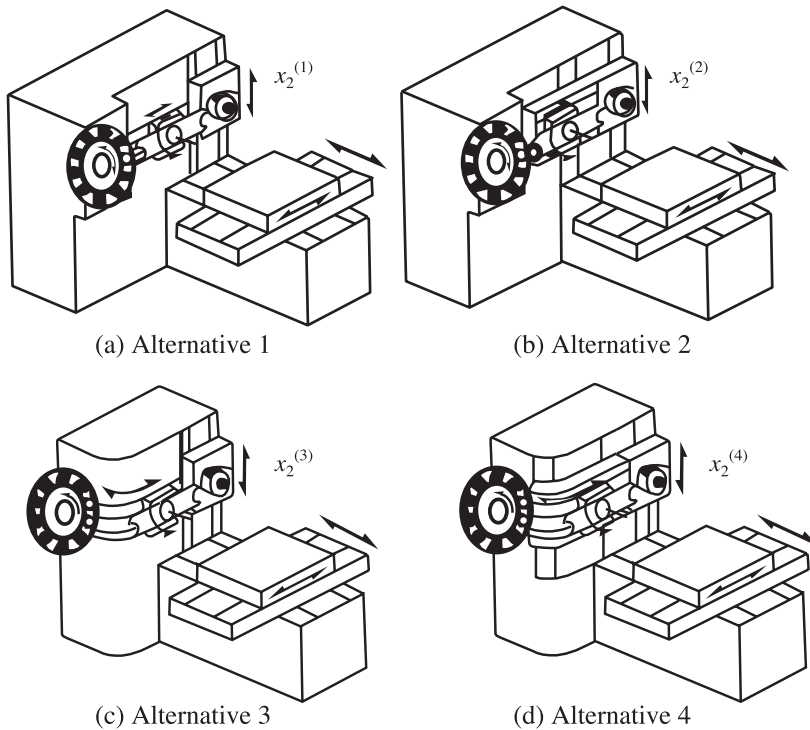 x₂⁽¹⁾
x₂⁽²⁾
(a) Alternative 1
(b) Alternative 2
x₂⁽³⁾
x₂⁽⁴⁾
(c) Alternative 3
(d) Alternative 4